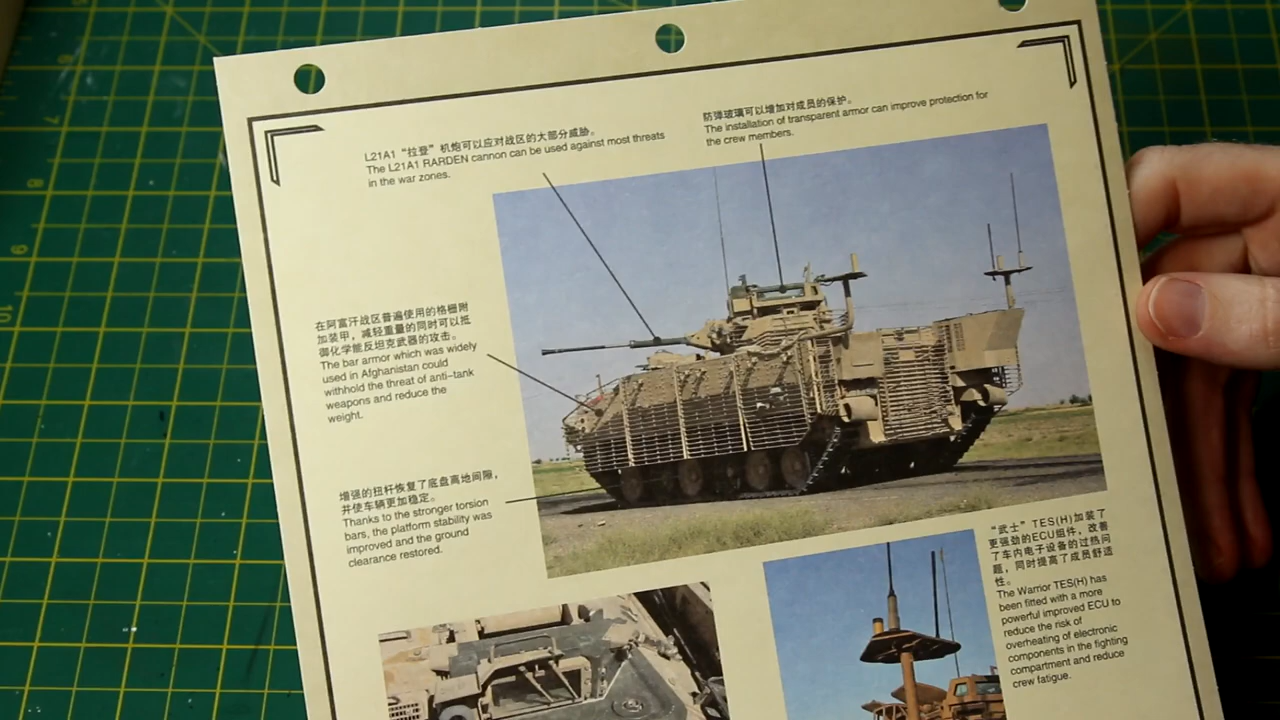 L21A1 “拉登” 机炮可以应对战区的大部分威胁。
The L21A1 RARDEN cannon can be used against most threats
in the war zones.
防弹玻璃可以增加对成员的保护。
The installation of transparent armor can improve protection for
the crew members.
在阿富汗战区普遍使用的格栅附
加装甲，减轻重量的同时可以抵
御化学能反坦克武器的攻击。
The bar armor which was widely
used in Afghanistan could
withhold the threat of anti-tank
weapons and reduce the
weight.
增强的扭杆恢复了底盘离地间隙，
并使车辆更加稳定。
Thanks to the stronger torsion
bars, the platform stability was
improved and the ground
clearance restored.
“武士” TES(H)加装了
更强劲的ECU组件，改善
了车内电子设备的过热问
题，同时提高了成员舒适
性。
The Warrior TES(H) has
been fitted with a more
powerful improved ECU to
reduce the risk of
overheating of electronic
components in the fighting
compartment and reduce
crew fatigue.
8
9
10